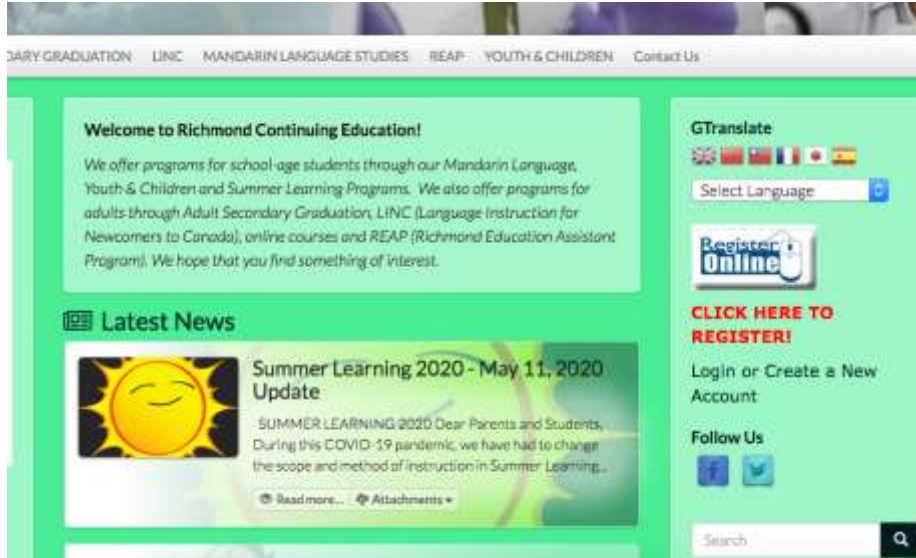 DARY GRADUATION LINC MANDARIN LANGUAGE STUDIES REAP YOUTH & CHILDREN Contact Us
Welcome to Richmond Continuing Education!
We offer programs for school-age students through our Mandarin Language,
Youth & Children and Summer Learning Programs. We also offer programs for
adults through Adult Secondary Graduation, LINC (Language Instruction for
Newcomers to Canada), online courses and REAP (Richmond Education Assistant
Program). We hope that you find something of interest.
Latest News
Summer Learning 2020 - May 11, 2020
Update
SUMMER LEARNING 2020 Dear Parents and Students,
During this COVID-19 pandemic, we have had to change
the scope and method of instruction in Summer Learning...
Read more... Attachments
GTranslate
Select Language
Register
Online
CLICK HERE TO
REGISTER!
Login or Create a New
Account
Follow Us
Search